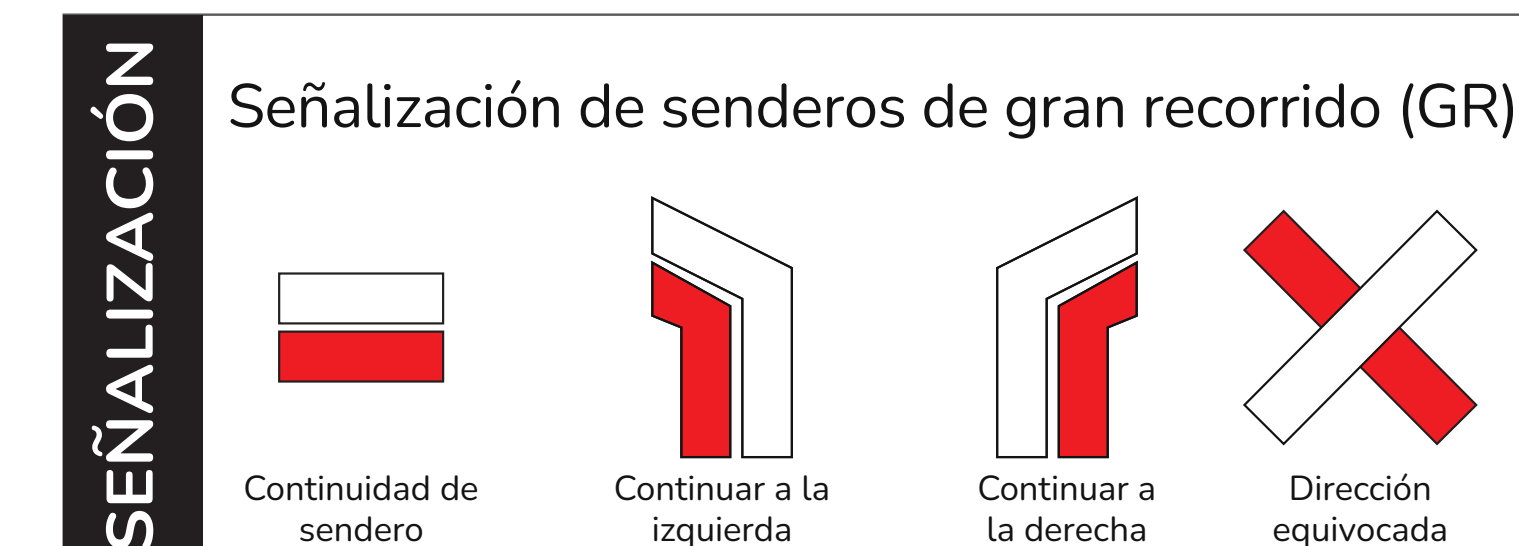 SEÑALIZACIÓN
Señalización de senderos de gran recorrido (GR)
Continuidad de
sendero
Continuar a la
izquierda
Continuar a
la derecha
Dirección
equivocada